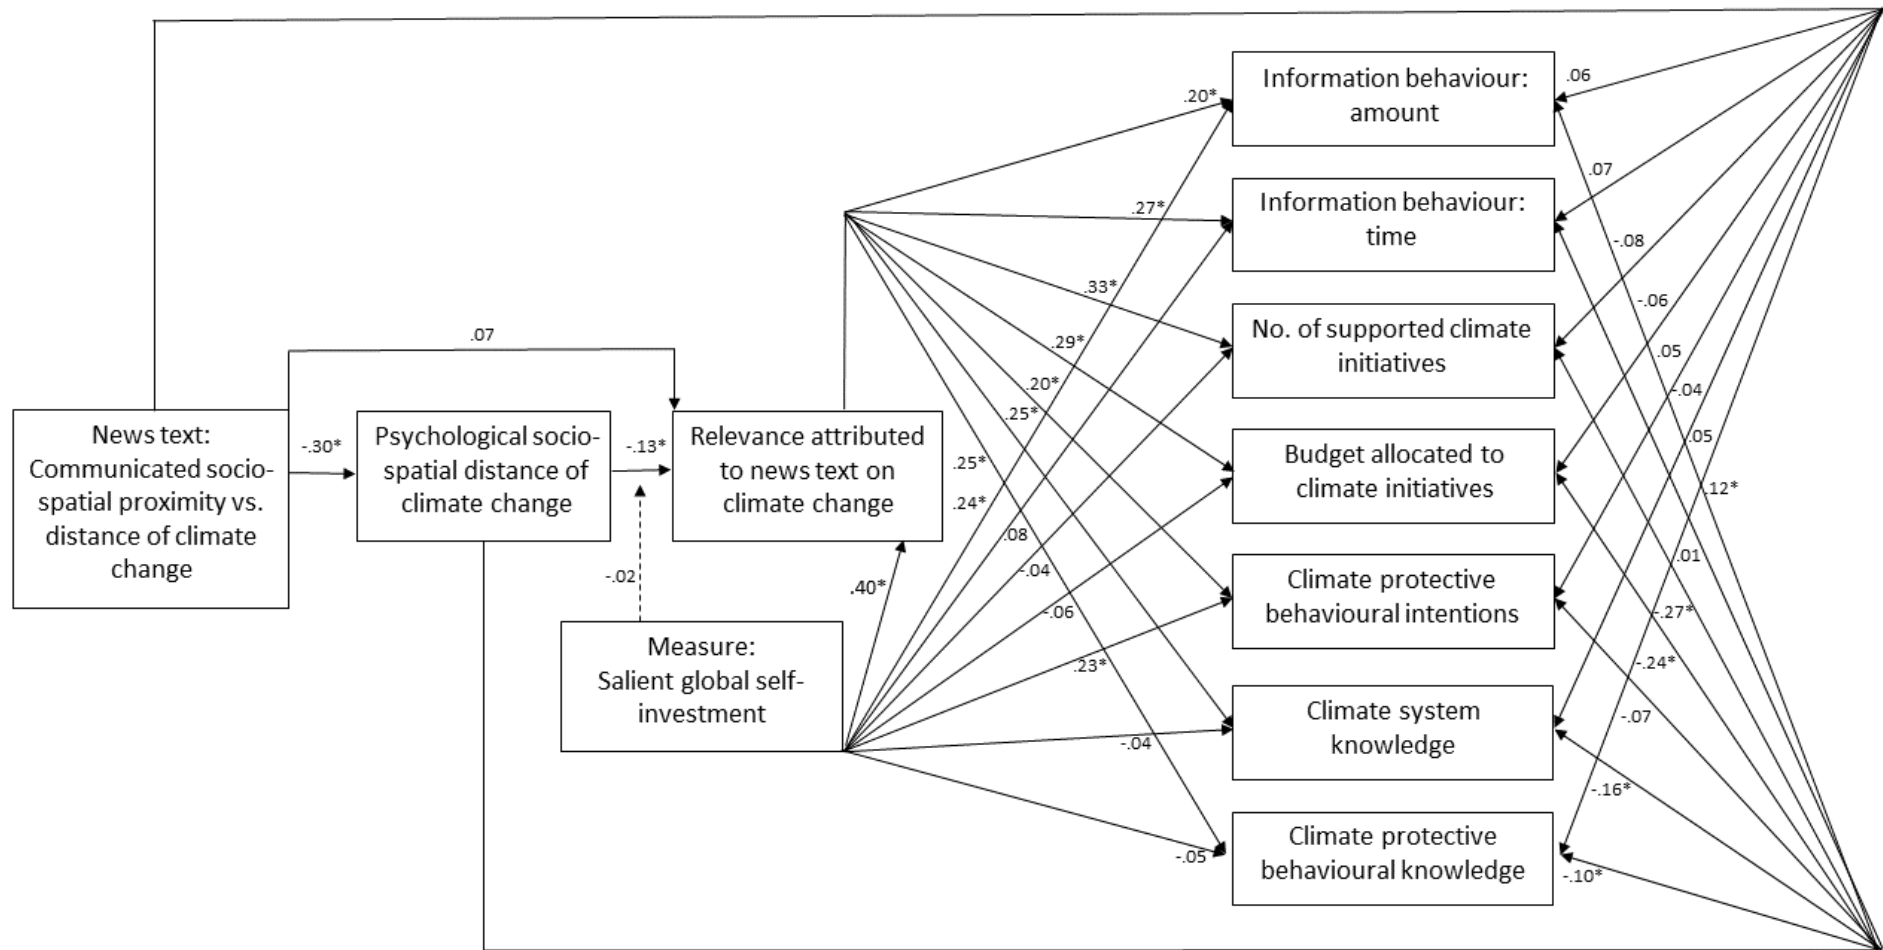 News text:
Communicated socio-
spatial proximity vs.
distance of climate
change
-.30*
.07
Psychological socio-
spatial distance of
climate change
-.13*
-.02
Relevance attributed
to news text on
climate change
Measure:
Salient global self-
investment
.40*
.20*
.27*
.33*
.29*
.20*
.25*
.25*
.24*
.08
-.04
-.06
.23*
-.04
-.05
Information behaviour:
amount
Information behaviour:
time
No. of supported climate
initiatives
Budget allocated to
climate initiatives
Climate protective
behavioural intentions
Climate system
knowledge
Climate protective
behavioural knowledge
.06
.07
-.08
-.06
.05
-.04
.05
.12*
.01
-.27*
-.24*
-.07
-.16*
-.10*